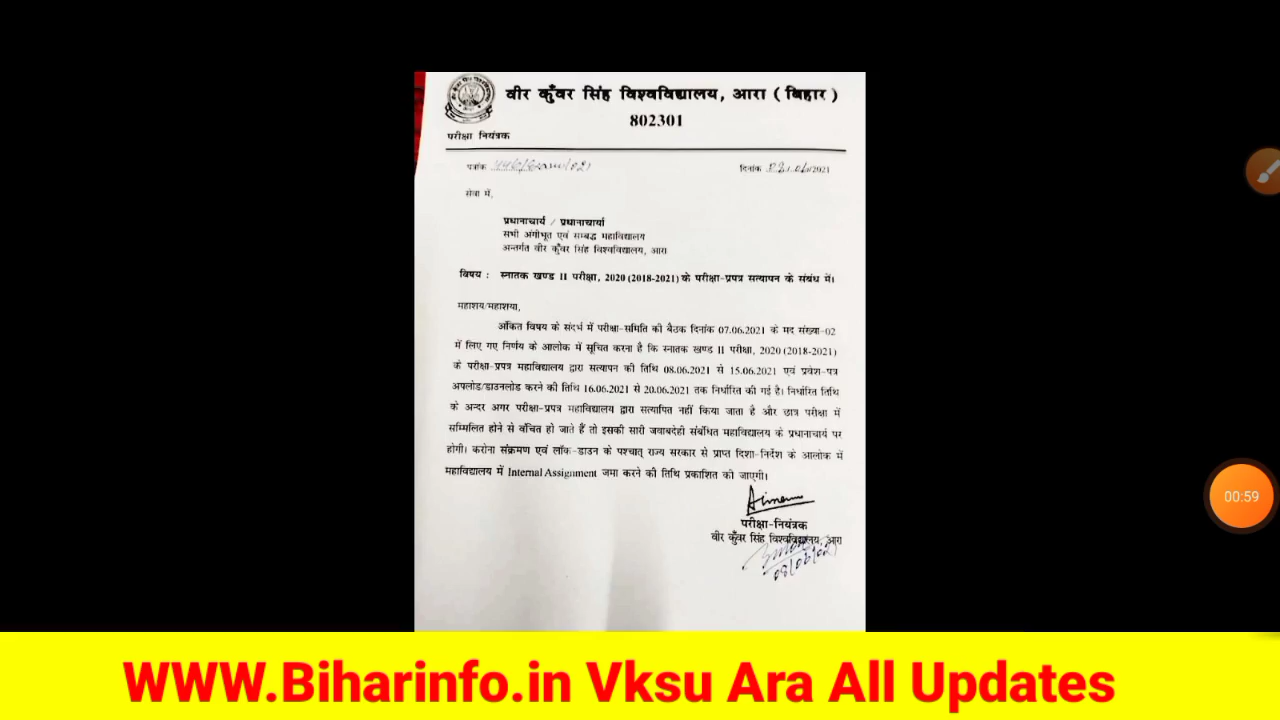 वीर कुँवर सिंह विश्वविद्यालय, आरा ( बिहार )
802301
परीक्षा नियंत्रक
पत्रांक
दिनांक 2021
सेवा में,
प्रधानाचार्य / प्रधानाचार्या
सभी अंगीभूत एवं सम्बद्ध महाविद्यालय
अन्तर्गत वीर कुँवर सिंह विश्वविद्यालय, आरा
विषय : स्नातक खण्ड II परीक्षा, 2020 (2018-2021) के परीक्षा-प्रपत्र सत्यापन के संबंध में।
महाशय/महाशया,
अंकित विषय के संदर्भ में परीक्षा-समिति की बैठक दिनांक 07.06.2021 के मद संख्या-02
में लिए गए निर्णय के आलोक में सूचित करना है कि स्नातक खण्ड II परीक्षा, 2020 (2018-2021)
के परीक्षा-प्रपत्र महाविद्यालय द्वारा सत्यापन की तिथि 08.06.2021 से 15.06.2021 एवं प्रवेश-पत्र
अपलोड/डाउनलोड करने की तिथि 16.06.2021 से 20.06.2021 तक निर्धारित की गई है। निर्धारित तिथि
के अन्दर अगर परीक्षा-प्रपत्र महाविद्यालय द्वारा सत्यापित नहीं किया जाता है और छात्र परीक्षा में
सम्मिलित होने से वंचित हो जाते हैं तो इसकी सारी जवाबदेही संबंधित महाविद्यालय के प्रधानाचार्य पर
होगी। करोना संक्रमण एवं लॉक-डाउन के पश्चात् राज्य सरकार से प्राप्त दिशा-निर्देश के आलोक में
महाविद्यालय में Internal Assignment जमा करने की तिथि प्रकाशित की जाएगी।
परीक्षा-नियंत्रक
वीर कुँवर सिंह विश्वविद्यालय, आरा
00:59
WWW.Biharinfo.in Vksu Ara All Updates